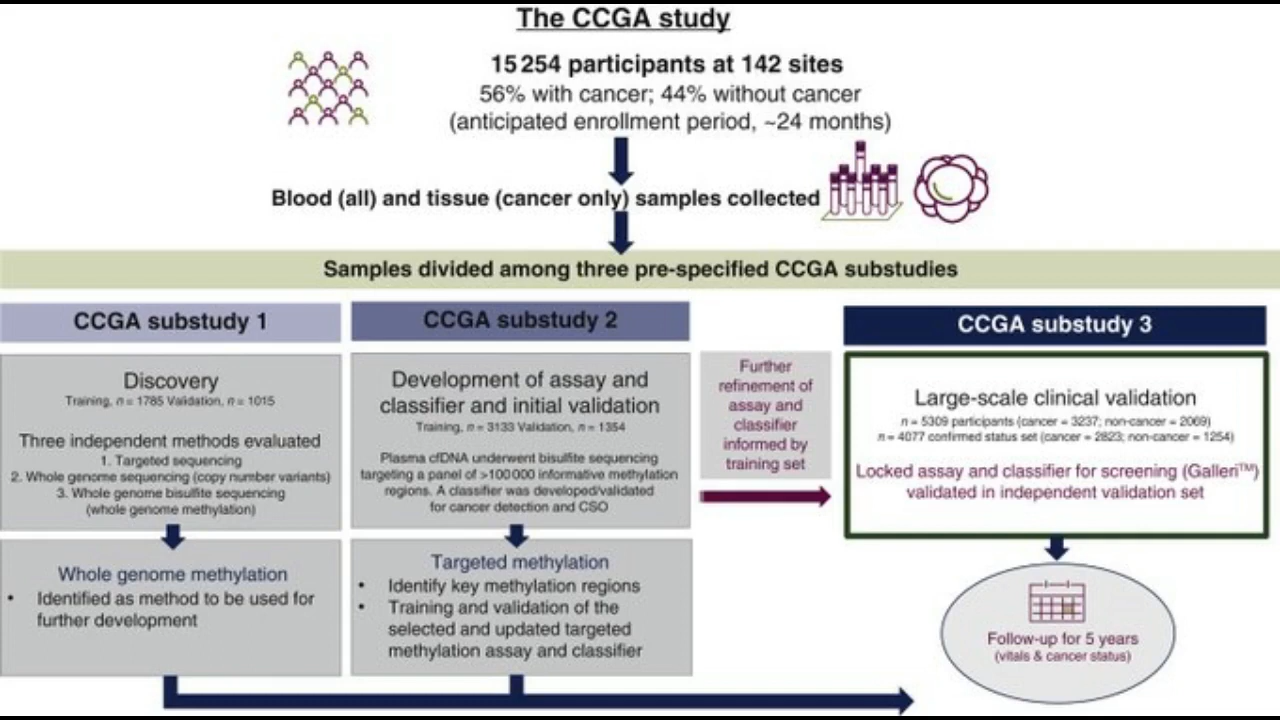 The CCGA study
15 254 participants at 142 sites
56% with cancer; 44% without cancer
(anticipated enrollment period, ~24 months)
Blood (all) and tissue (cancer only) samples collected
Samples divided among three pre-specified CCGA substudies
CCGA substudy 1
Discovery
Training, n = 1785 Validation, n = 1015
Three independent methods evaluated
1. Targeted sequencing
2. Whole genome sequencing (copy number variants)
3. Whole genome bisulfite sequencing
(whole genome methylation)
Whole genome methylation
• Identified as method to be used for
further development
CCGA substudy 2
Development of assay and
classifier and initial validation
Training, n = 3133 Validation, n = 1354
Plasma cfDNA underwent bisulfite sequencing
targeting a panel of >100 000 informative methylation
regions. A classifier was developed/validated
for cancer detection and CSO
Targeted methylation
• Identify key methylation regions
• Training and validation of the
selected and updated targeted
methylation assay and classifier
Further
refinement of
assay and
classifier
informed by
training set
CCGA substudy 3
Large-scale clinical validation
n = 5309 participants (cancer = 3237; non-cancer = 2069)
n = 4077 confirmed status set (cancer = 2823; non-cancer = 1254)
Locked assay and classifier for screening (Galleri™)
validated in independent validation set
Follow-up for 5 years
(vitals & cancer status)